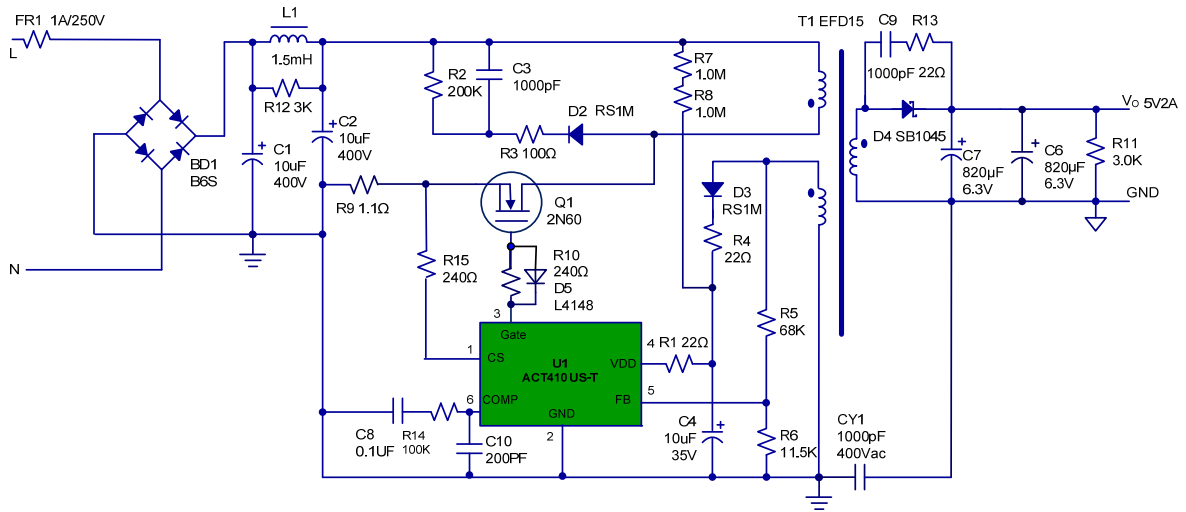 FR1 1A/250V
L
L1
1.5mH
R12 3K
BD1
B6S
N
C1
10uF
400V
C2
10uF
400V
R2
200K
C3
1000pF
R3 100Ω
D2 RS1M
R7
1.0M
R8
1.0M
T1 EFD15
C9
R13
1000pF 22Ω
D4 SB1045
Vo 5V2A
C7
820µF
6.3V
C6
820µF
6.3V
R11
3.0K
GND
R9 1.1Ω
Q1
2N60
R15
240Ω
R10
240Ω
D5
L4148
D3
RS1M
R4
22Ω
R5
68K
3
Gate
1
CS
U1
ACT410US-T
VDD
4
R1 22Ω
6
COMP
FB
5
GND
2
C8
0.1UF
R14
100K
C10
200PF
C4
10uF
35V
R6
11.5K
CY1
1000pF
400Vac